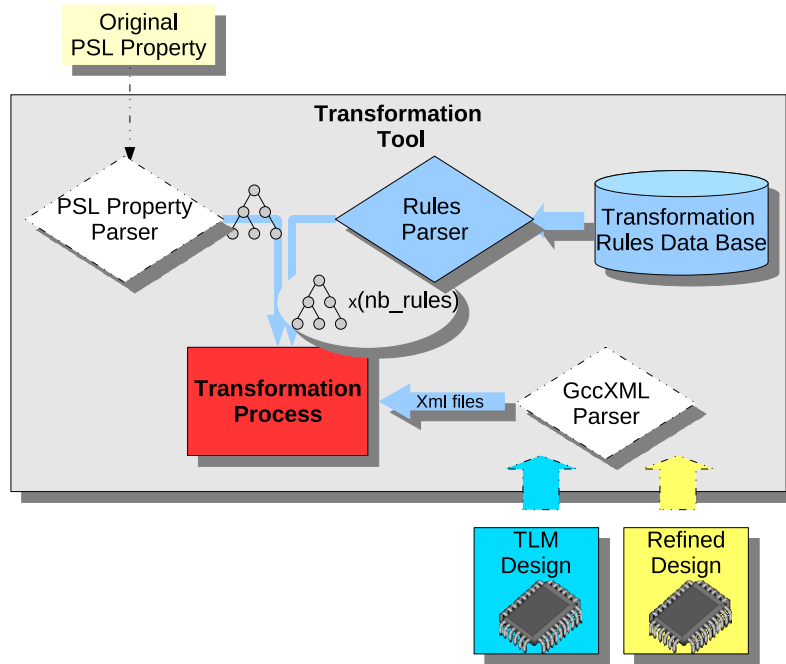 Original
PSL Property
Transformation
Tool
PSL Property
Parser
Rules
Parser
Transformation
Rules Data Base
x(nb_rules)
Transformation
Process
Xml files
GccXML
Parser
TLM
Design
Refined
Design